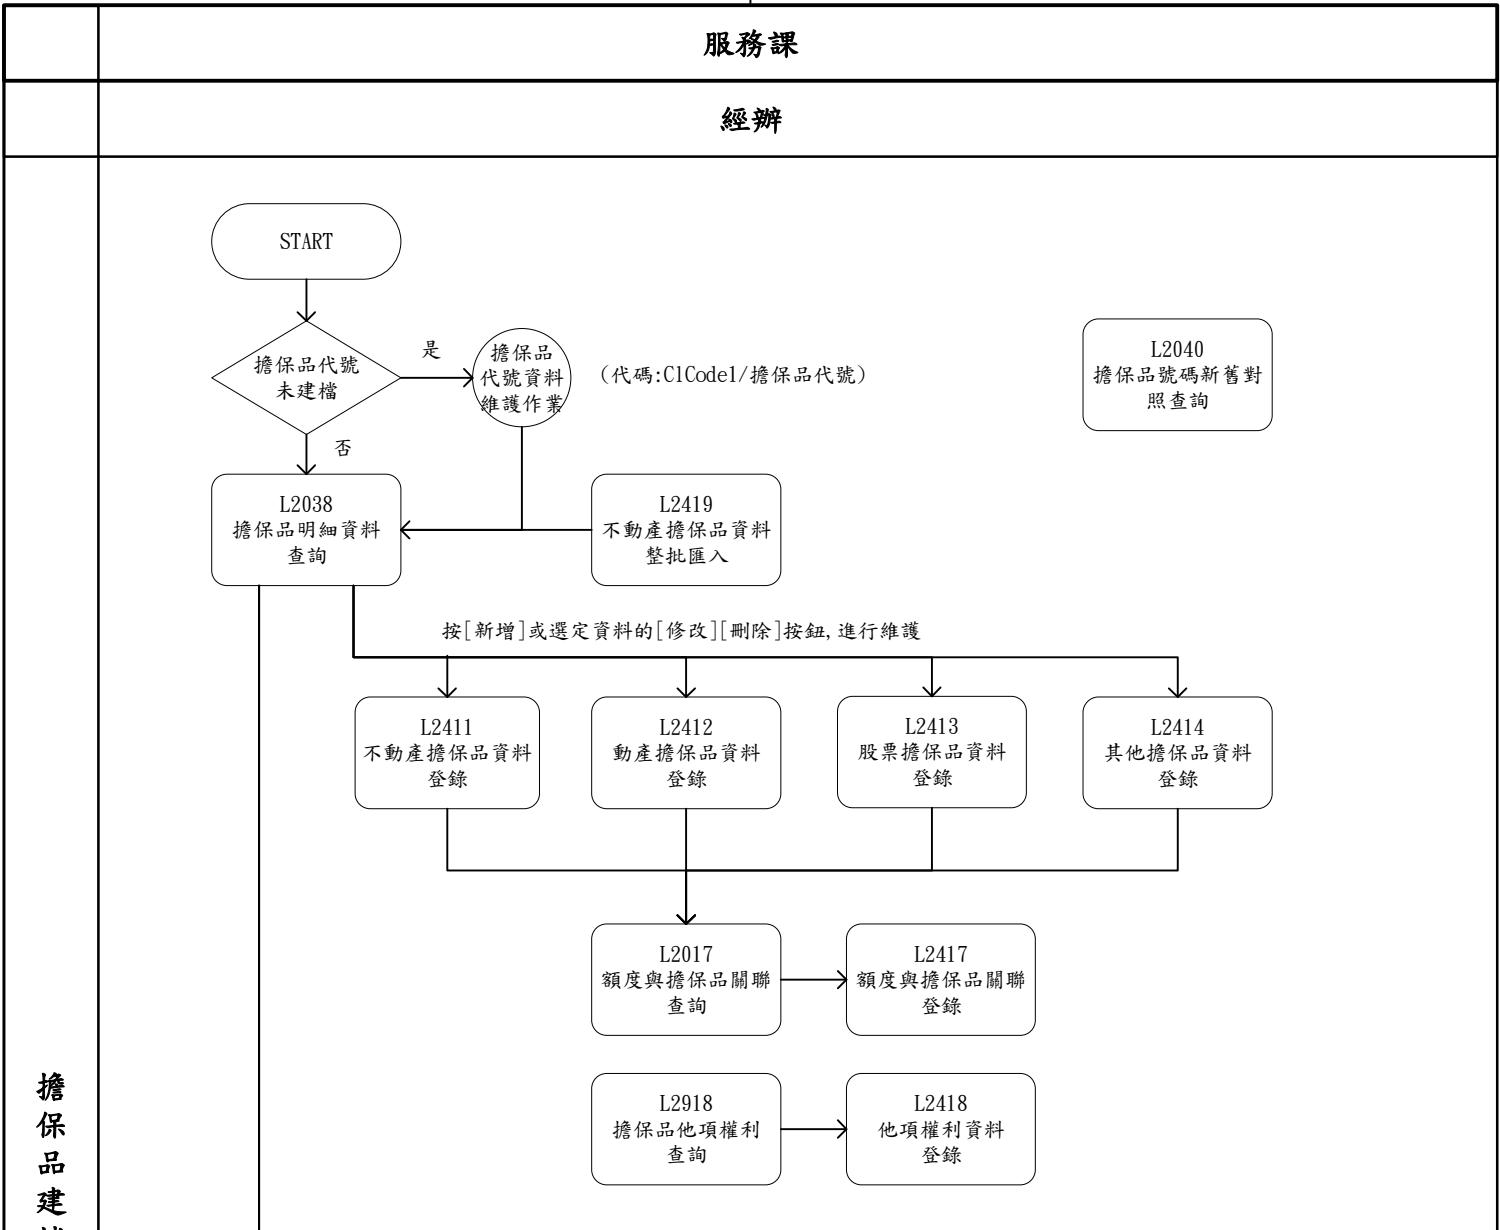 服務課
經辦
START
擔保品代號
未建檔
是
擔保品
代號資料
維護作業
(代碼:ClCode1/擔保品代號)
L2040
擔保品號碼新舊對
照查詢
否
L2038
擔保品明細資料
查詢
L2419
不動產擔保品資料
整批匯入
按[新增]或選定資料的[修改][刪除]按鈕,進行維護
L2411
不動產擔保品資料
登錄
L2412
動產擔保品資料
登錄
L2413
股票擔保品資料
登錄
L2414
其他擔保品資料
登錄
L2017
額度與擔保品關聯
查詢
L2417
額度與擔保品關聯
登錄
L2918
擔保品他項權利
查詢
L2418
他項權利資料
登錄
擔
保
品
建